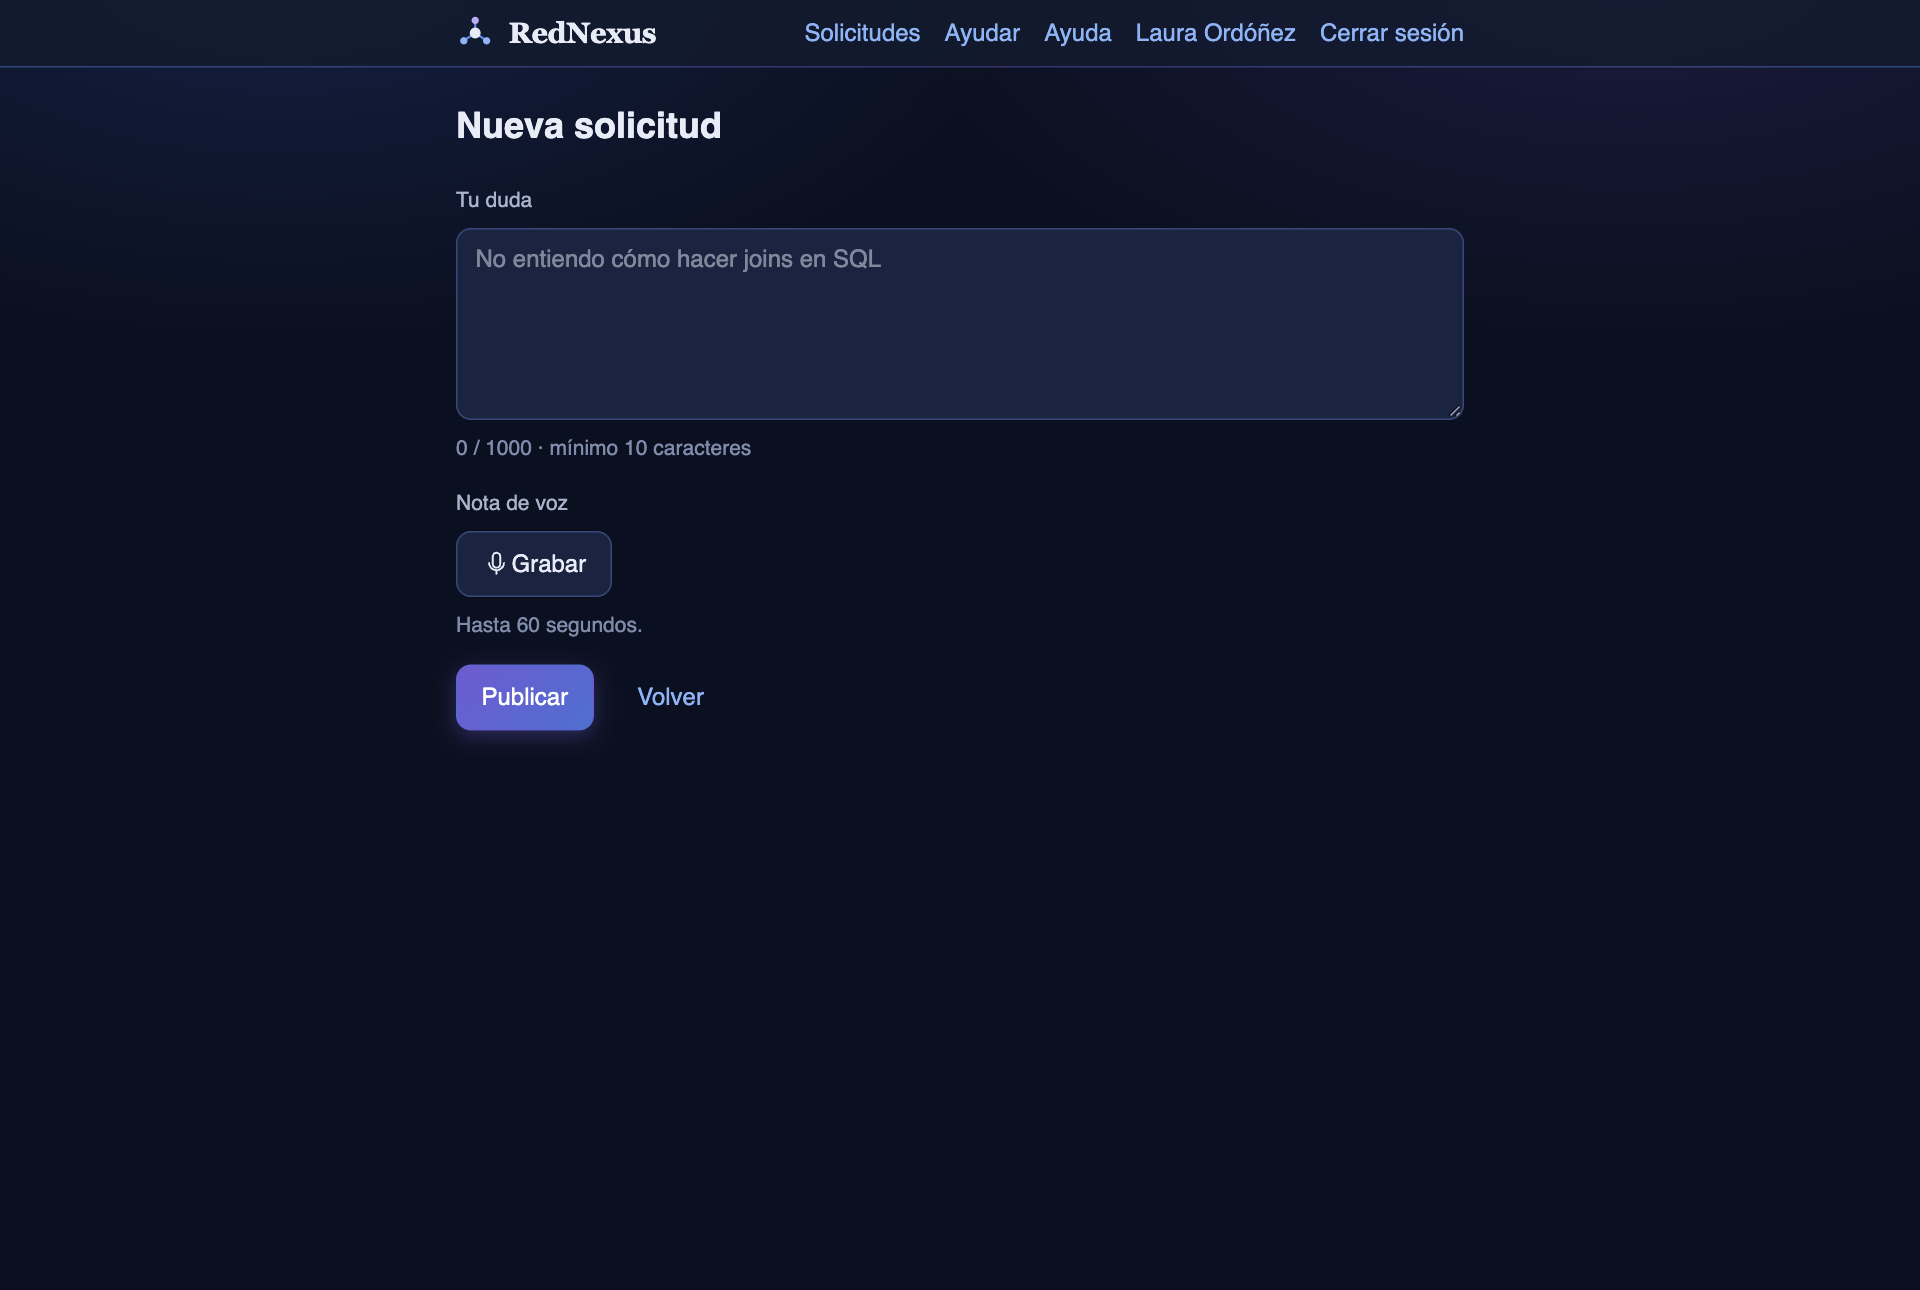 RedNexus
Solicitudes Ayudar Ayuda Laura Ordóñez Cerrar sesión
Nueva solicitud
Tu duda
No entiendo cómo hacer joins en SQL
0 / 1000 · mínimo 10 caracteres
Nota de voz
Grabar
Hasta 60 segundos.
Publicar Volver